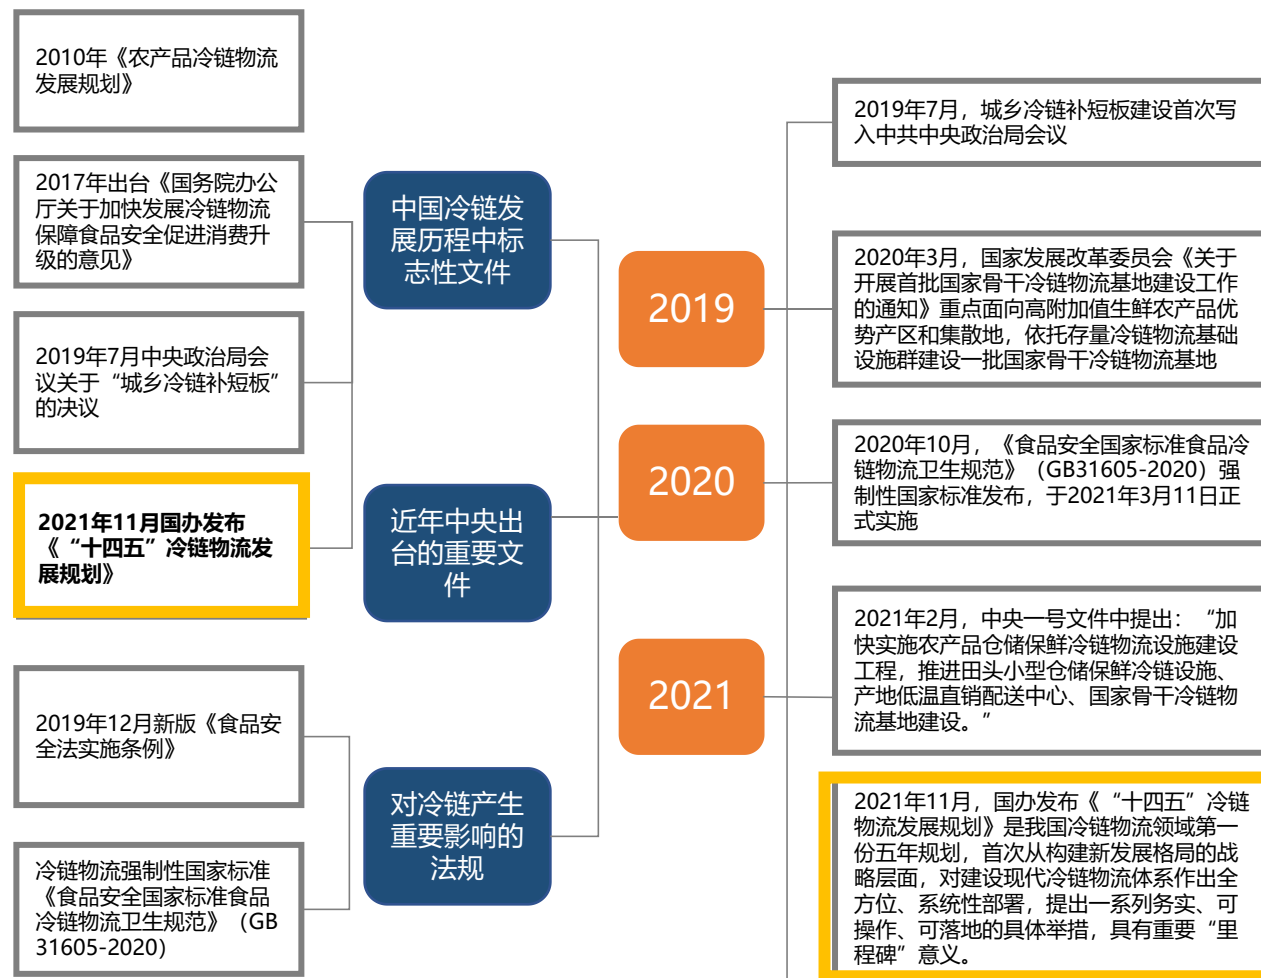 2010年《农产品冷链物流
发展规划》
2017年出台《国务院办公
厅关于加快发展冷链物流
保障食品安全促进消费升
级的意见》
2019年7月中央政治局会
议关于“城乡冷链补短板”
的决议
2021年11月国办发布
《“十四五”冷链物流发
展规划》
2019年12月新版《食品安
全法实施条例》
冷链物流强制性国家标准
《食品安全国家标准食品
冷链物流卫生规范》（GB
31605-2020）
中国冷链发
展历程中标
志性文件
近年中央出
台的重要文
件
对冷链产生
重要影响的
法规
2019
2020
2021
2019年7月，城乡冷链补短板建设首次写
入中共中央政治局会议
2020年3月，国家发展改革委员会《关于
开展首批国家骨干冷链物流基地建设工作
的通知》重点面向高附加值生鲜农产品优
势产区和集散地，依托存量冷链物流基础
设施群建设一批国家骨干冷链物流基地
2020年10月，《食品安全国家标准食品冷
链物流卫生规范》（GB31605-2020）强
制性国家标准发布，于2021年3月11日正
式实施
2021年2月，中央一号文件中提出：“加
快实施农产品仓储保鲜冷链物流设施建设
工程，推进田头小型仓储保鲜冷链设施、
产地低温直销配送中心、国家骨干冷链物
流基地建设。”
2021年11月，国办发布《“十四五”冷链
物流发展规划》是我国冷链物流领域第一
份五年规划，首次从构建新发展格局的战
略层面，对建设现代冷链物流体系作出全
方位、系统性部署，提出一系列务实、可
操作、可落地的具体举措，具有重要“里
程碑”意义。